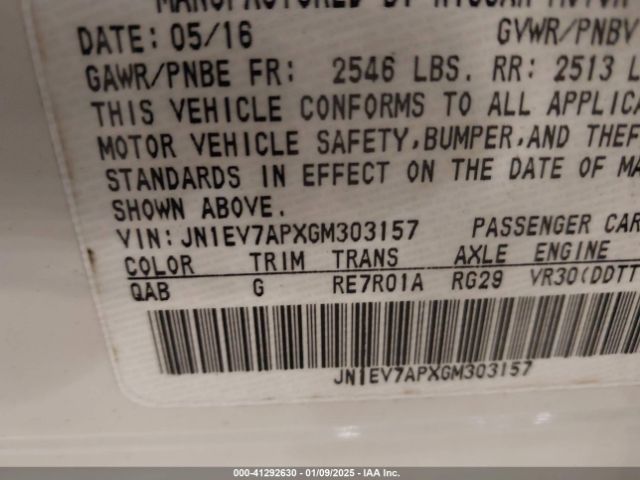 MANUFACTURED BY
DATE: 05/16 GVWR/PNBV
GAWR/PNBE FR: 2546 LBS. RR: 2513 L
THIS VEHICLE CONFORMS TO ALL APPLICA
MOTOR VEHICLE SAFETY,BUMPER,AND THEF
STANDARDS IN EFFECT ON THE DATE OF MA
SHOWN ABOVE.
VIN:JN1EV7APXGM303157 PASSENGER CAR
COLOR TRIM TRANS AXLE ENGINE
QAB G RE7R01A RG29 VR30(DDTT
JN1EV7APXGM303157
000-41292630 - 01/09/2025 - IAA Inc.